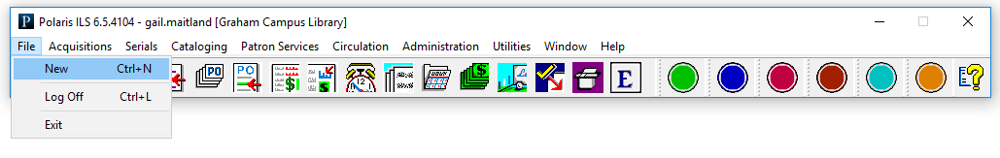 Polaris ILS 6.5.4104 - gail.maitland [Graham Campus Library]
File Acquisitions Serials Cataloging Patron Services Circulation Administration Utilities Window Help
New Ctrl+N
PO PO E
Log Off Ctrl+L
Exit